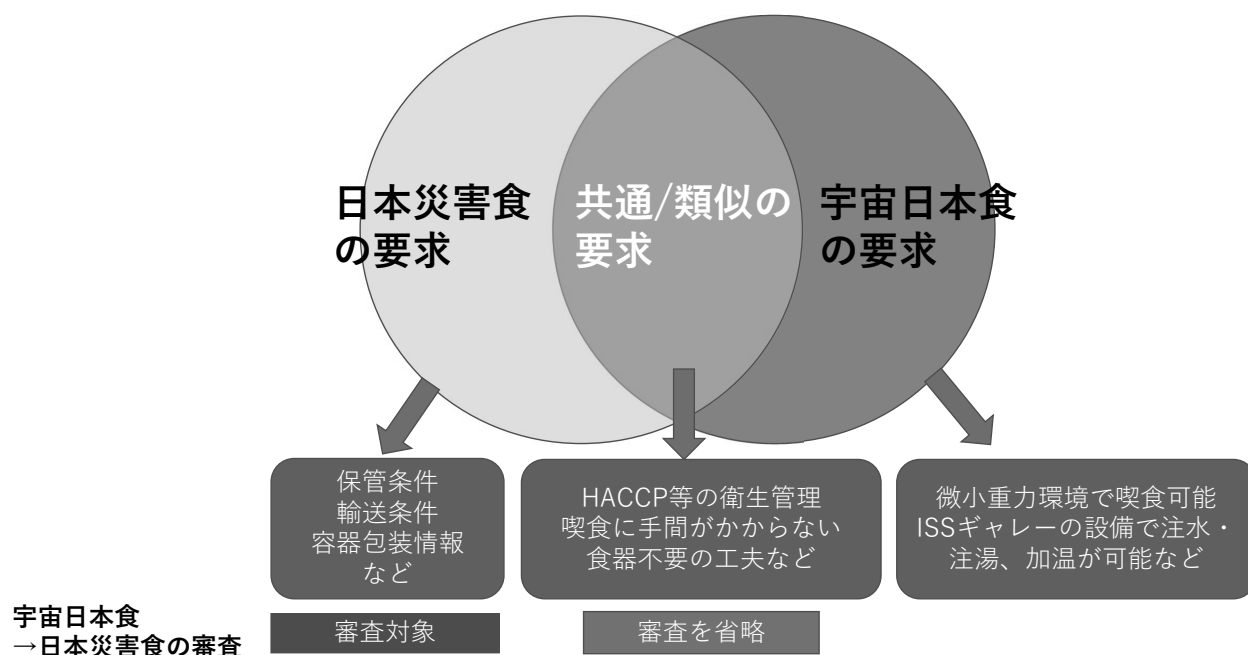 日本災害食
の要求
共通/類似の
要求
宇宙日本食
の要求
保管条件
輸送条件
容器包装情報
など
HACCP等の衛生管理
喫食に手間がかからない
食器不要の工夫など
微小重力環境で喫食可能
ISSギャレーの設備で注水・
注湯、加温が可能など
宇宙日本食
→日本災害食の審査
審査対象
審査を省略